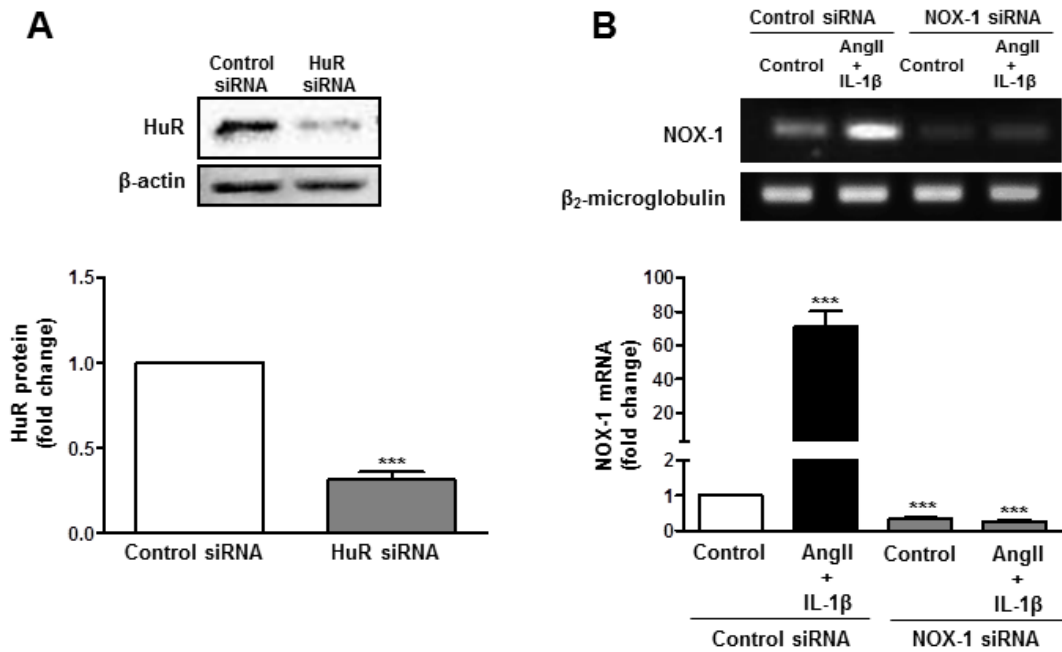 A
Control
siRNA
HuR
siRNA
HuR
β-actin
HuR protein
(fold change)
1.5
1.0
0.5
0.0
***
Control siRNA
HuR siRNA
B
Control siRNA
NOX-1 siRNA
Control
AngII
+
IL-1β
Control
AngII
+
IL-1β
NOX-1
β₂-microglobulin
NOX-1 mRNA
(fold change)
100
80
60
40
20
2
1
0
***
***
***
Control
AngII
+
IL-1β
Control
AngII
+
IL-1β
Control siRNA
NOX-1 siRNA